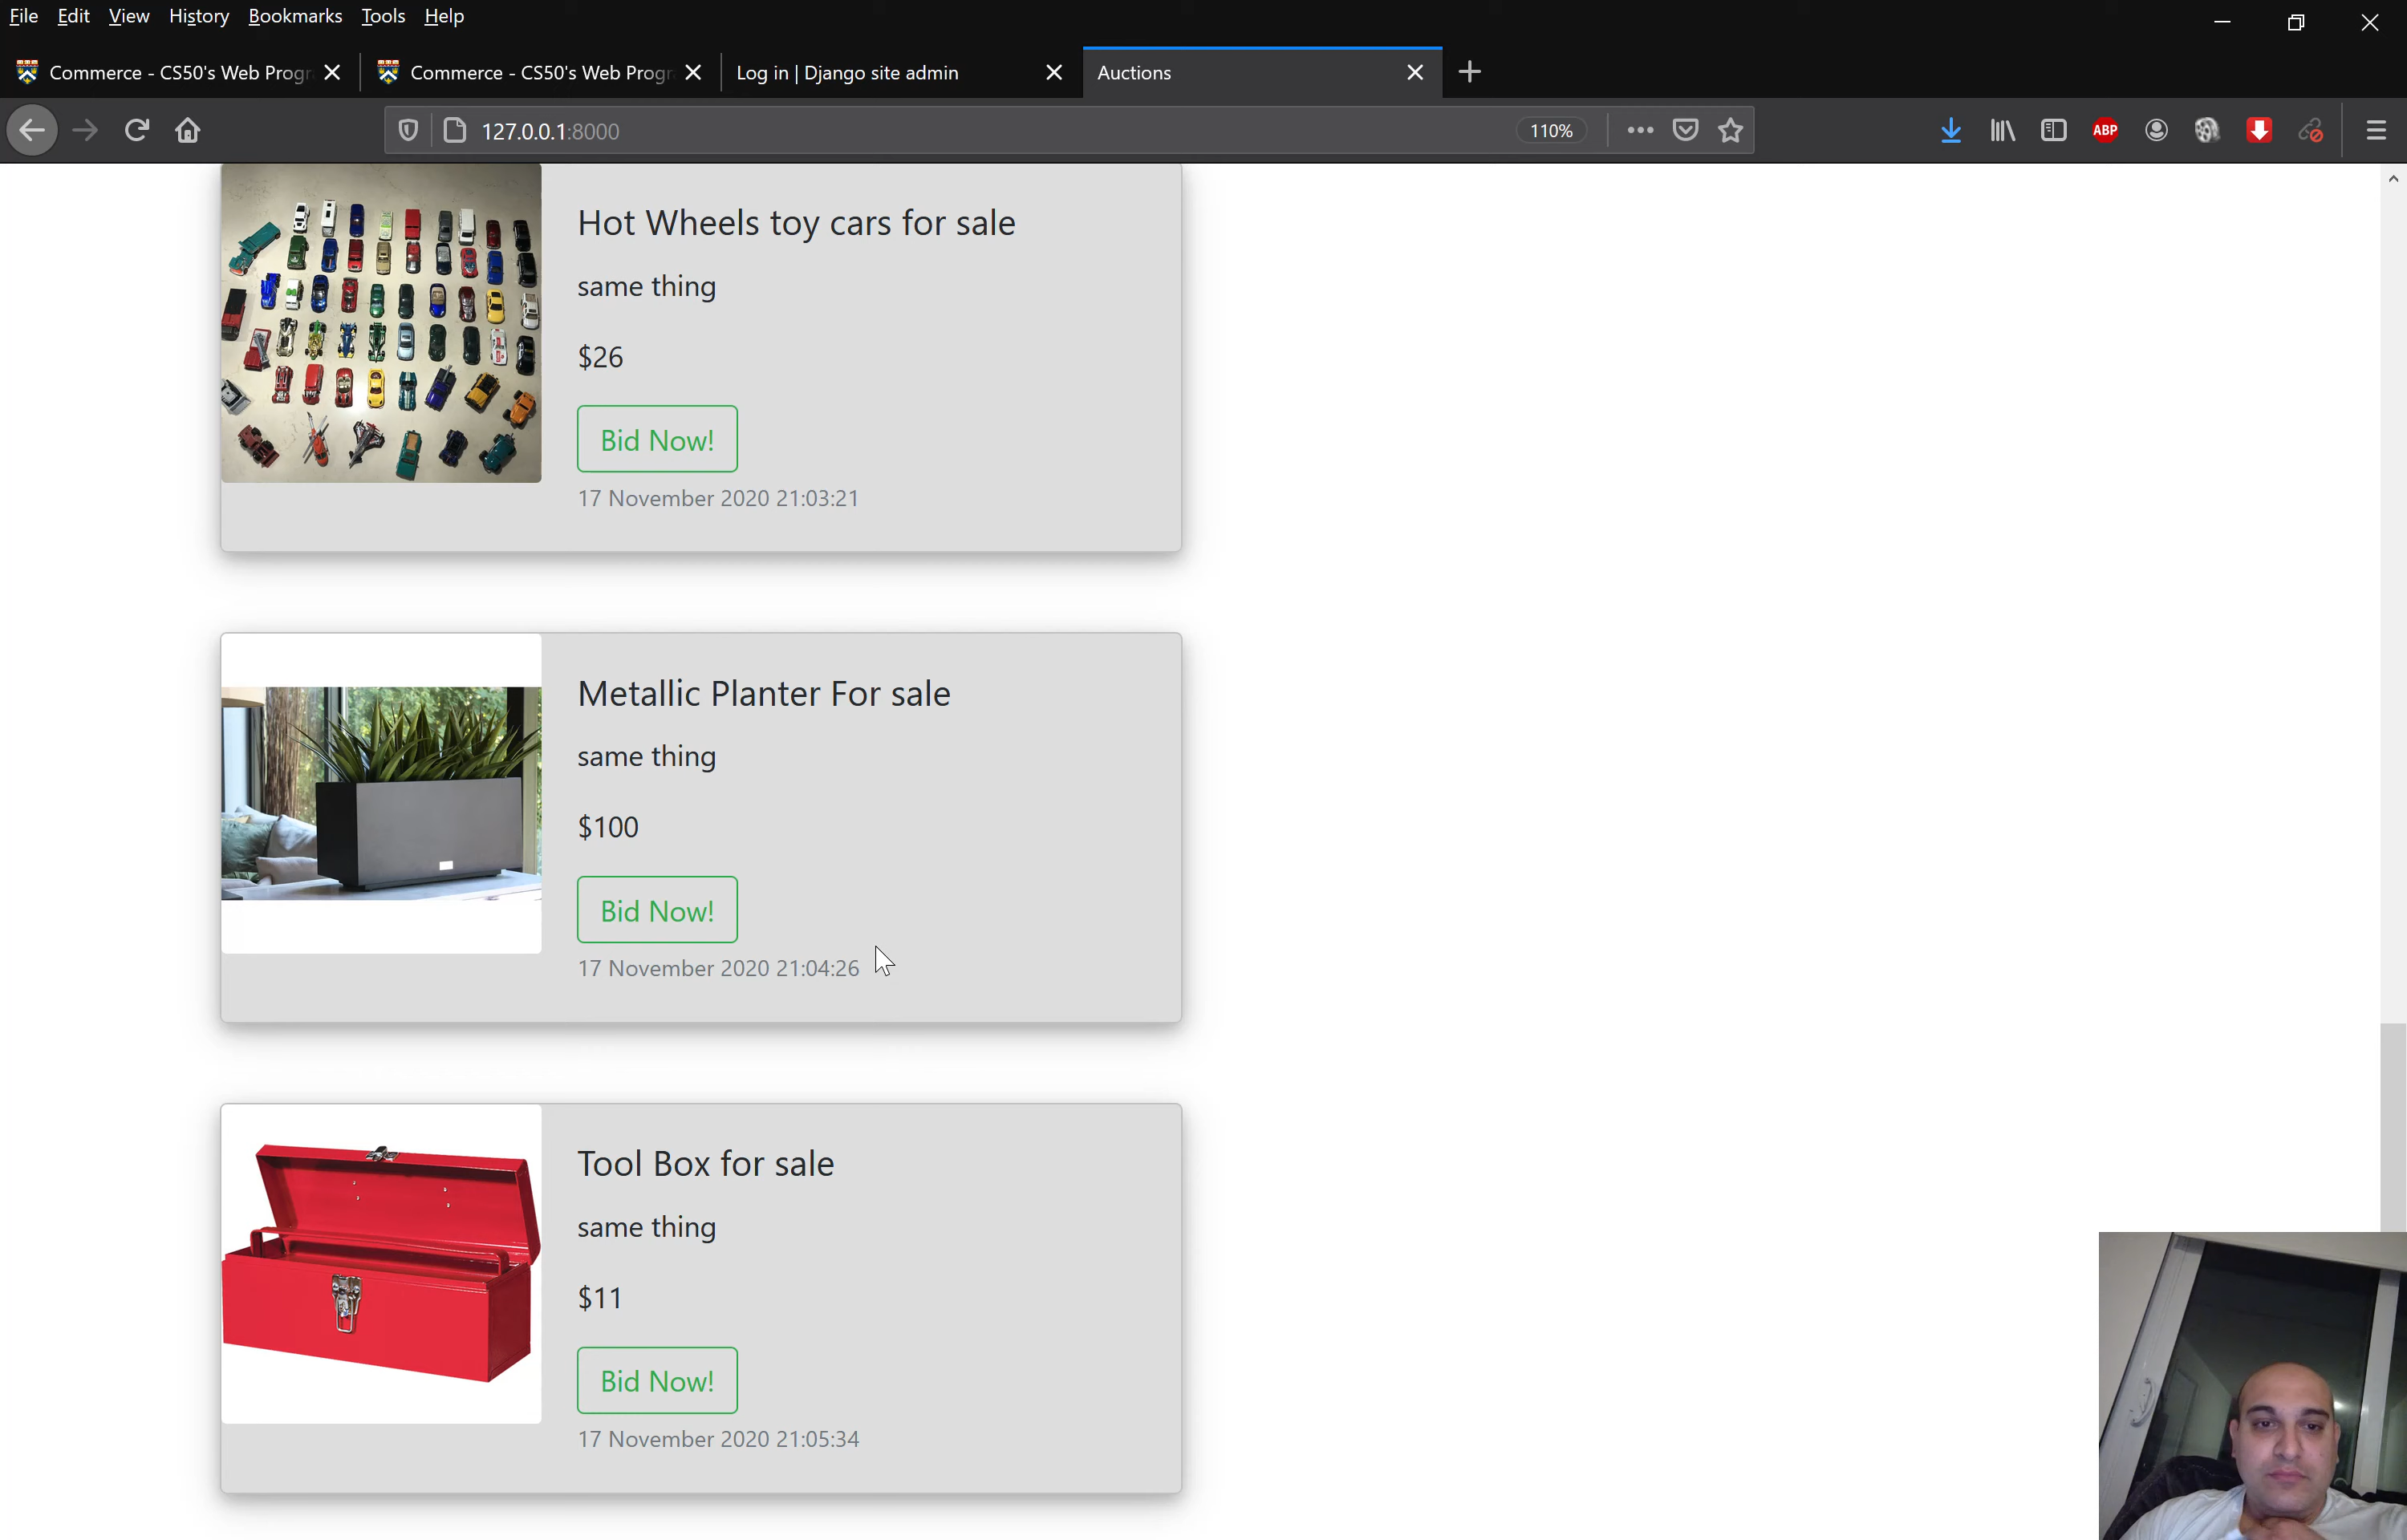 File Edit View History Bookmarks Tools Help
Commerce - CS50's Web Progr
Commerce - CS50's Web Progr
Log in | Django site admin
Auctions
127.0.0.1:8000
110%
ABP
Hot Wheels toy cars for sale
same thing
$26
Bid Now!
17 November 2020 21:03:21
Metallic Planter For sale
same thing
$100
Bid Now!
17 November 2020 21:04:26
Tool Box for sale
same thing
$11
Bid Now!
17 November 2020 21:05:34